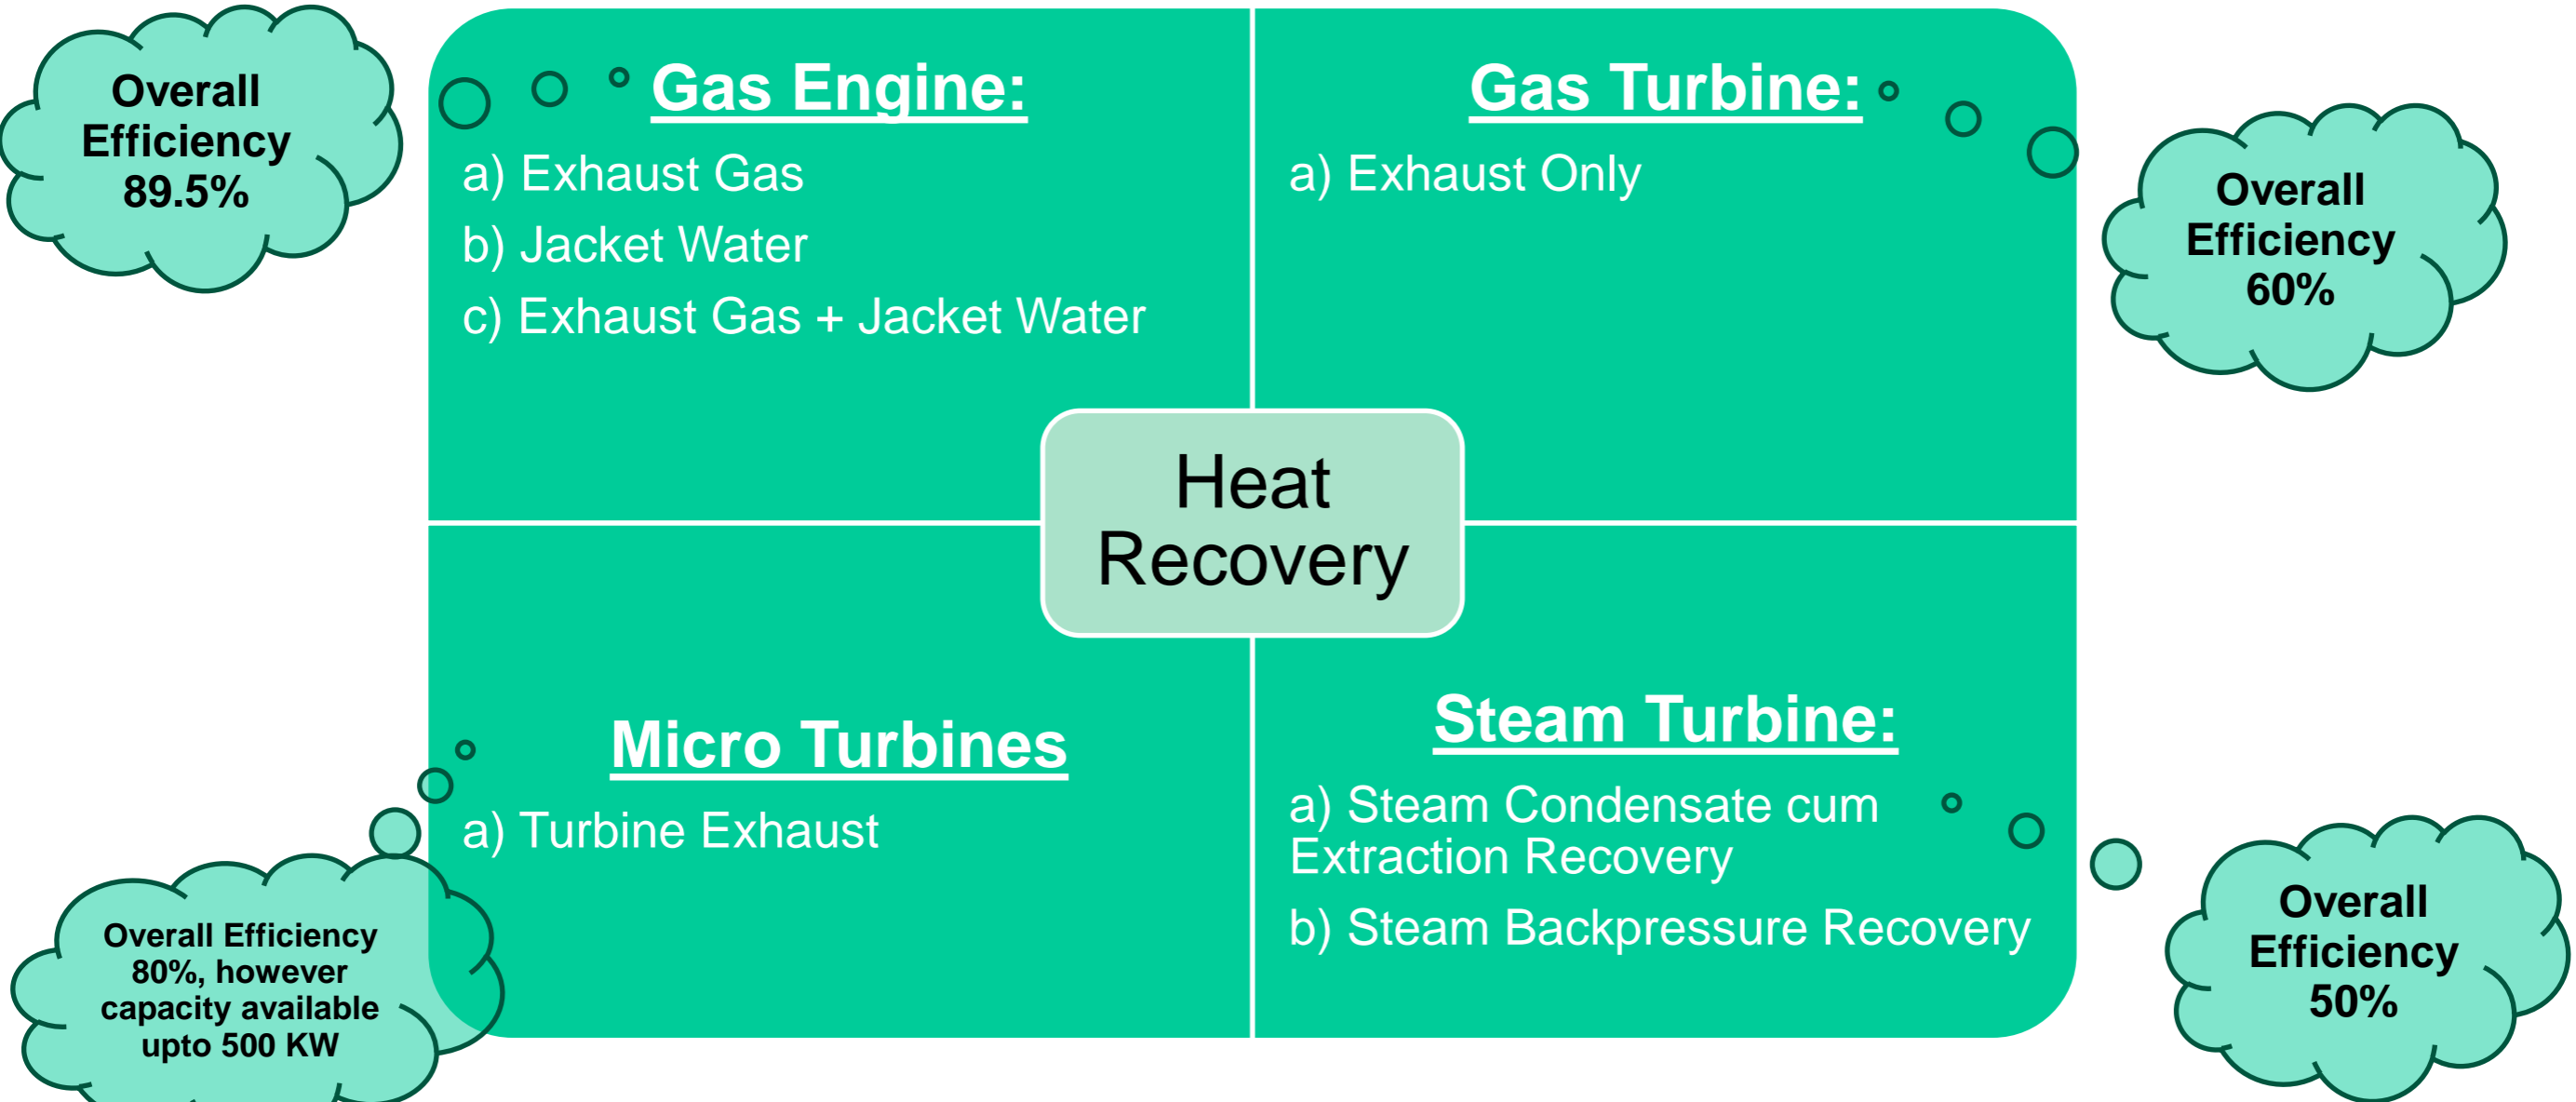 Overall
Efficiency
89.5%
Gas Engine:
a) Exhaust Gas
b) Jacket Water
c) Exhaust Gas + Jacket Water
Gas Turbine:
a) Exhaust Only
Overall
Efficiency
60%
Heat
Recovery
Micro Turbines
a) Turbine Exhaust
Overall Efficiency
80%, however
capacity available
upto 500 KW
Steam Turbine:
a) Steam Condensate cum
Extraction Recovery
b) Steam Backpressure Recovery
Overall
Efficiency
50%